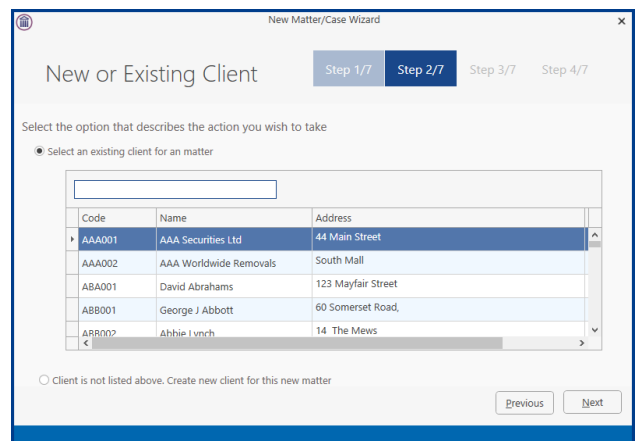 New Matter/Case Wizard
New or Existing Client
Step 1/7 Step 2/7 Step 3/7 Step 4/7
Select the option that describes the action you wish to take
Select an existing client for an matter
Code Name Address
AAA001 AAA Securities Ltd 44 Main Street
AAA002 AAA Worldwide Removals South Mall
ABA001 David Abrahams 123 Mayfair Street
ABB001 George J Abbott 60 Somerset Road,
ABB002 Abbie Lynch 14 The Mews
Client is not listed above. Create new client for this new matter
Previous Next